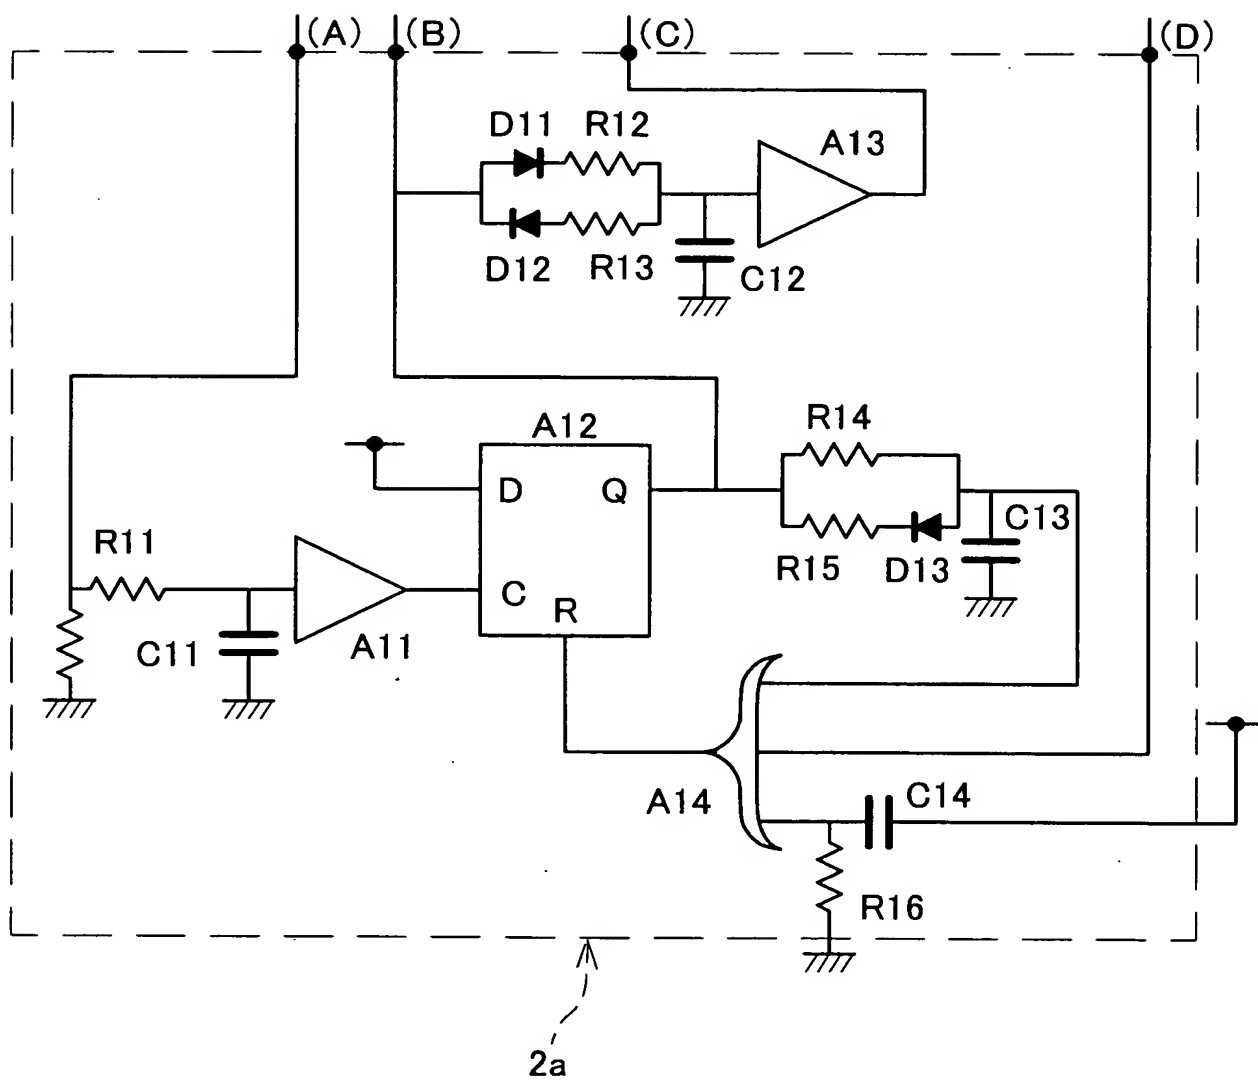 (A) (B) (C) (D)
D11 R12 A13
D12 R13 C12
A12 R14
D Q
R11 C13
R15 D13
C R
C11 A11
A14 C14
R16
2a